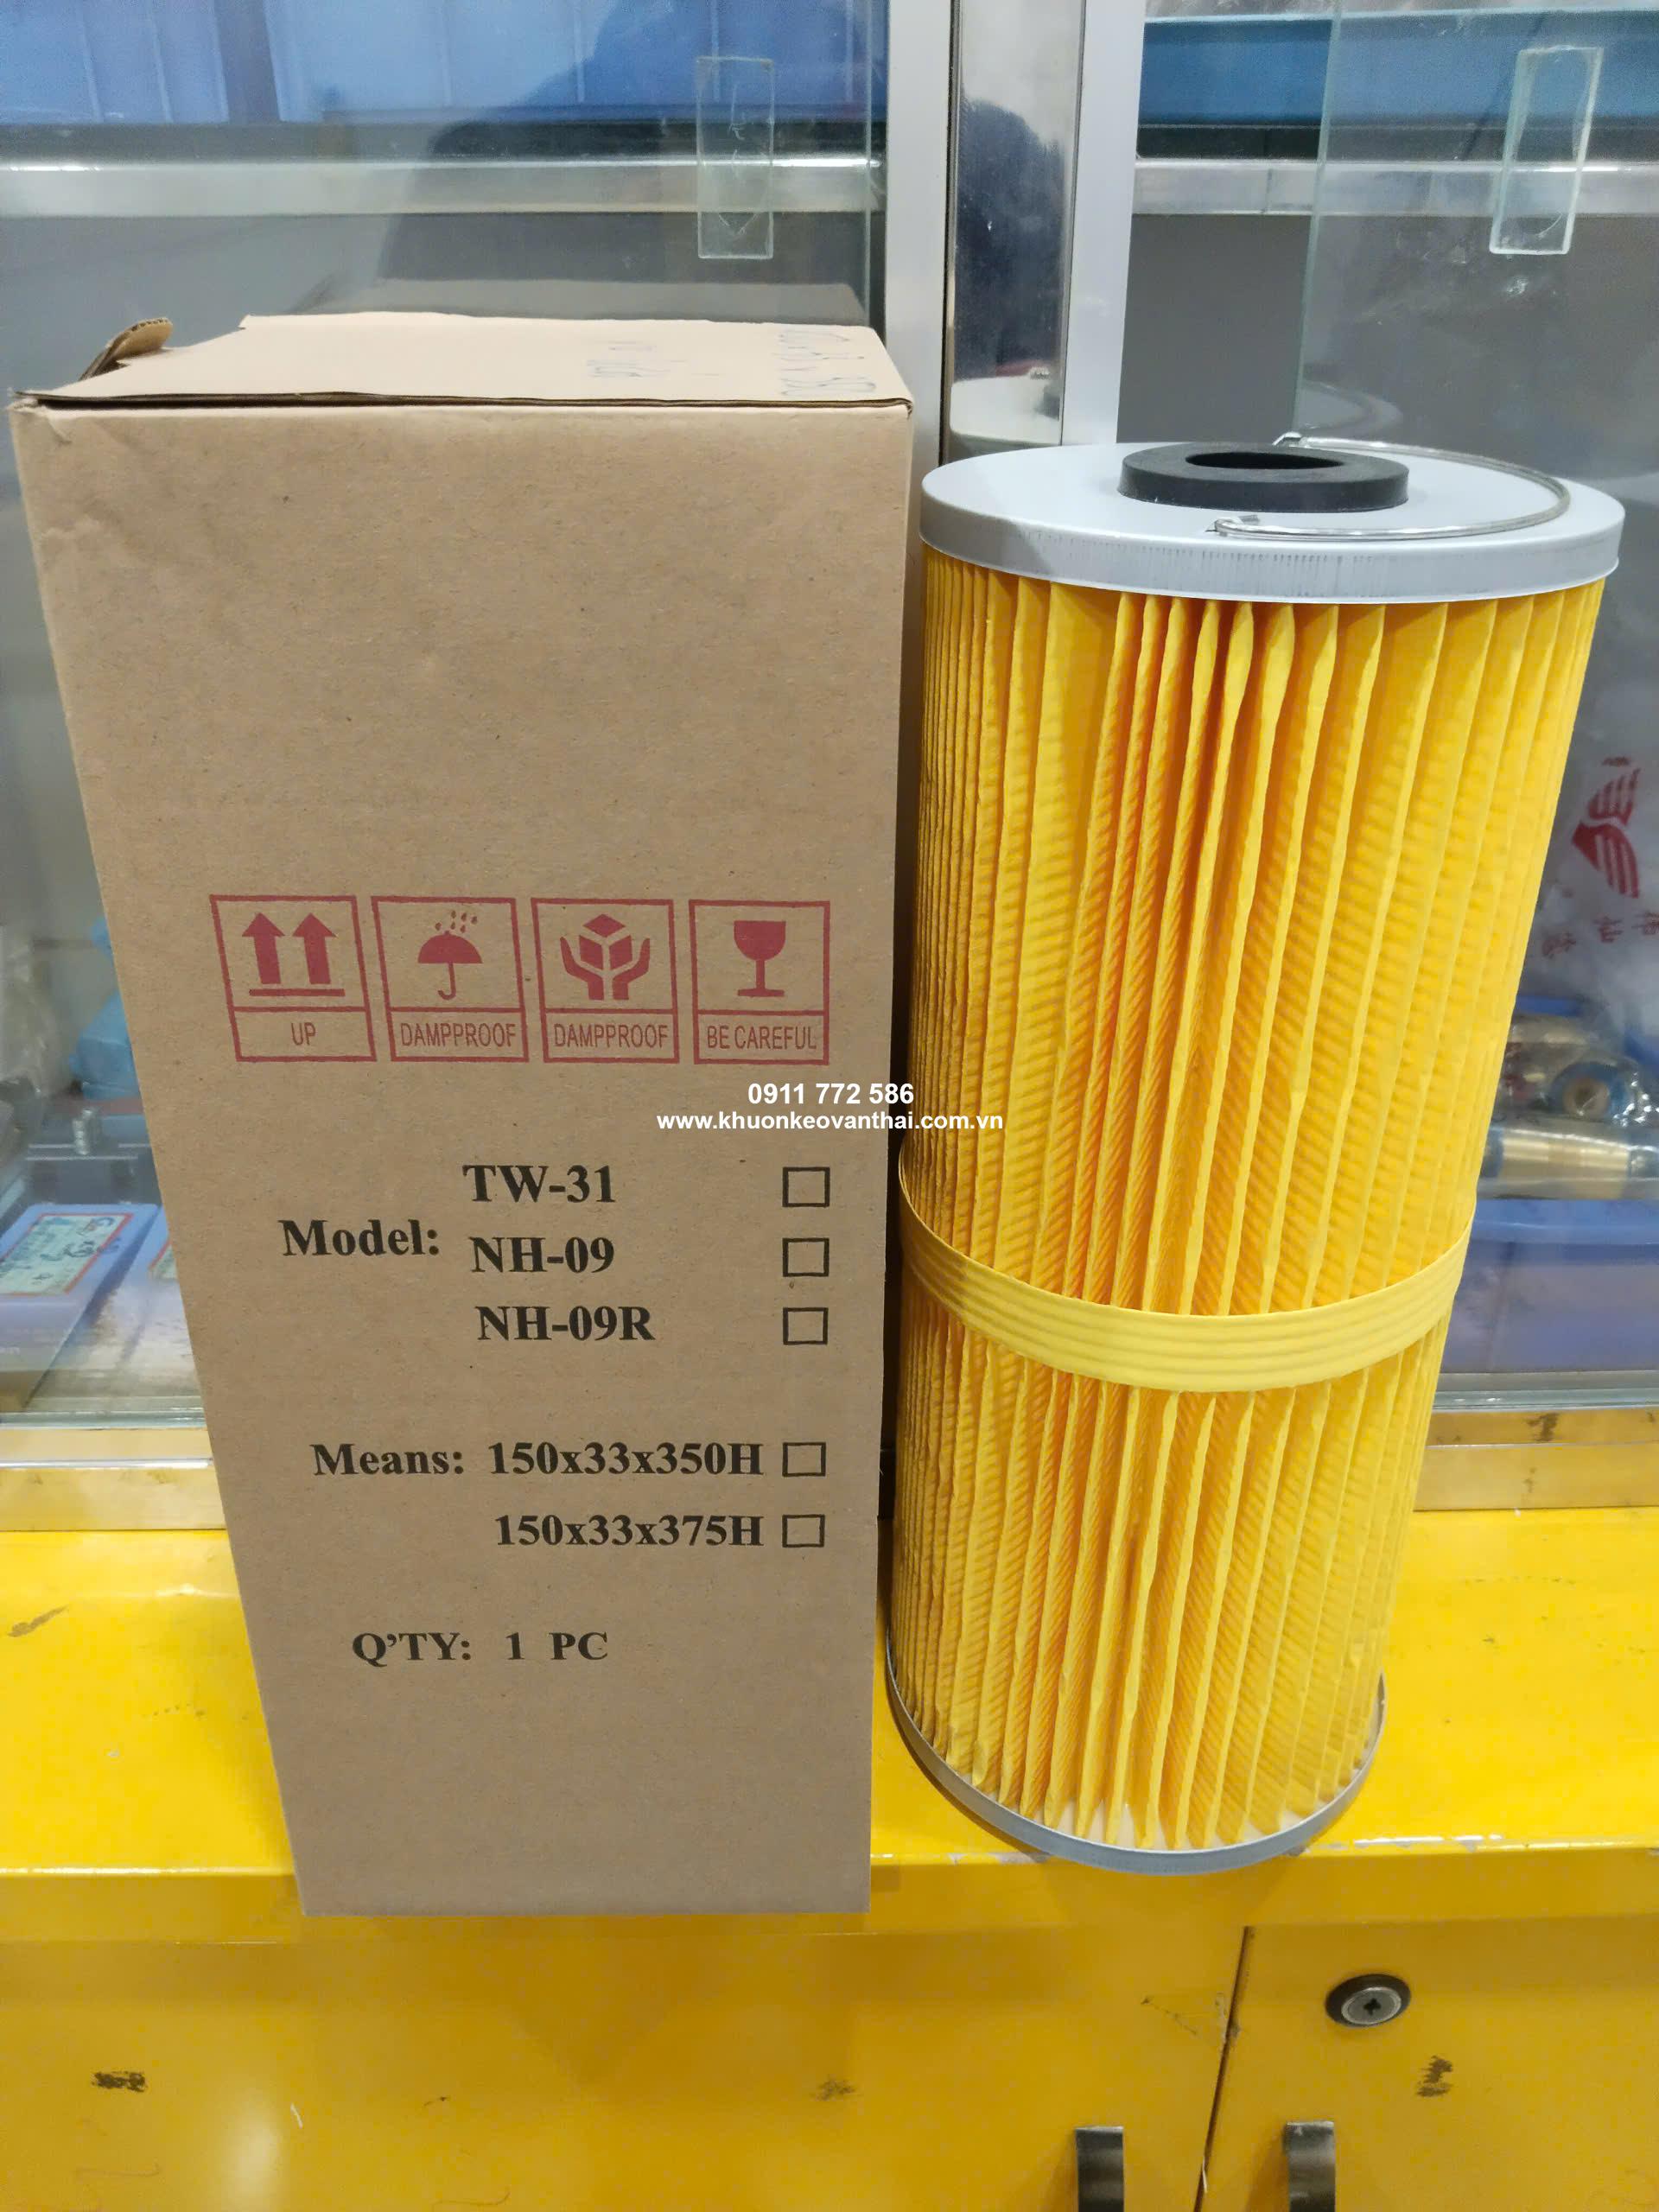 UP
DAMPPROOF
DAMPPROOF
BE CAREFUL
0911 772 586
www.khuonkeovanthai.com.vn
Model: TW-31
NH-09
NH-09R
Means: 150x33x350H
150x33x375H
Q'TY: 1 PC